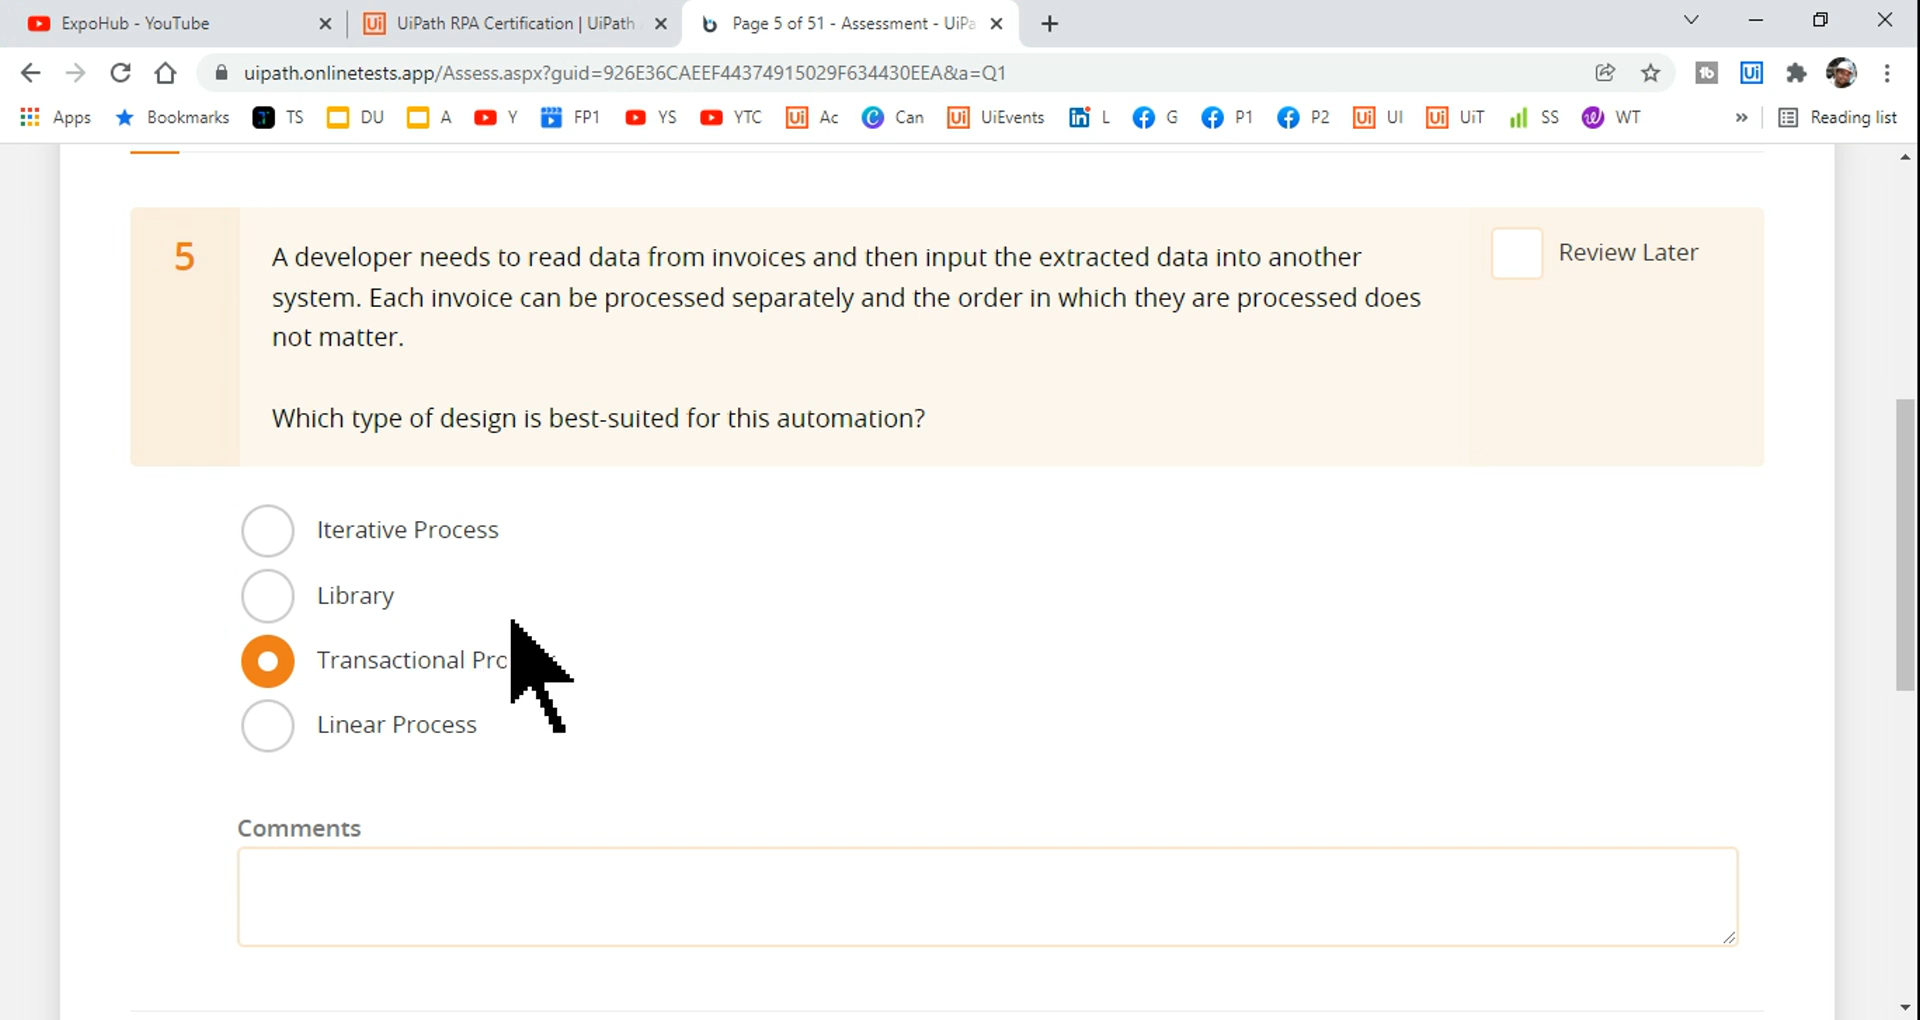 ExpoHub - YouTube
UiPath RPA Certification | UiPath
Page 5 of 51 - Assessment - UiPa
uipath.onlinetests.app/Assess.aspx?guid=926E36CAEEF44374915029F634430EEA&a=Q1
Apps Bookmarks TS DU A Y FP1 YS YTC Ac Can UiEvents L G P1 P2 UI UiT SS WT » Reading list
5
A developer needs to read data from invoices and then input the extracted data into another
system. Each invoice can be processed separately and the order in which they are processed does
not matter.
Which type of design is best-suited for this automation?
Review Later
Iterative Process
Library
Transactional Pro
Linear Process
Comments